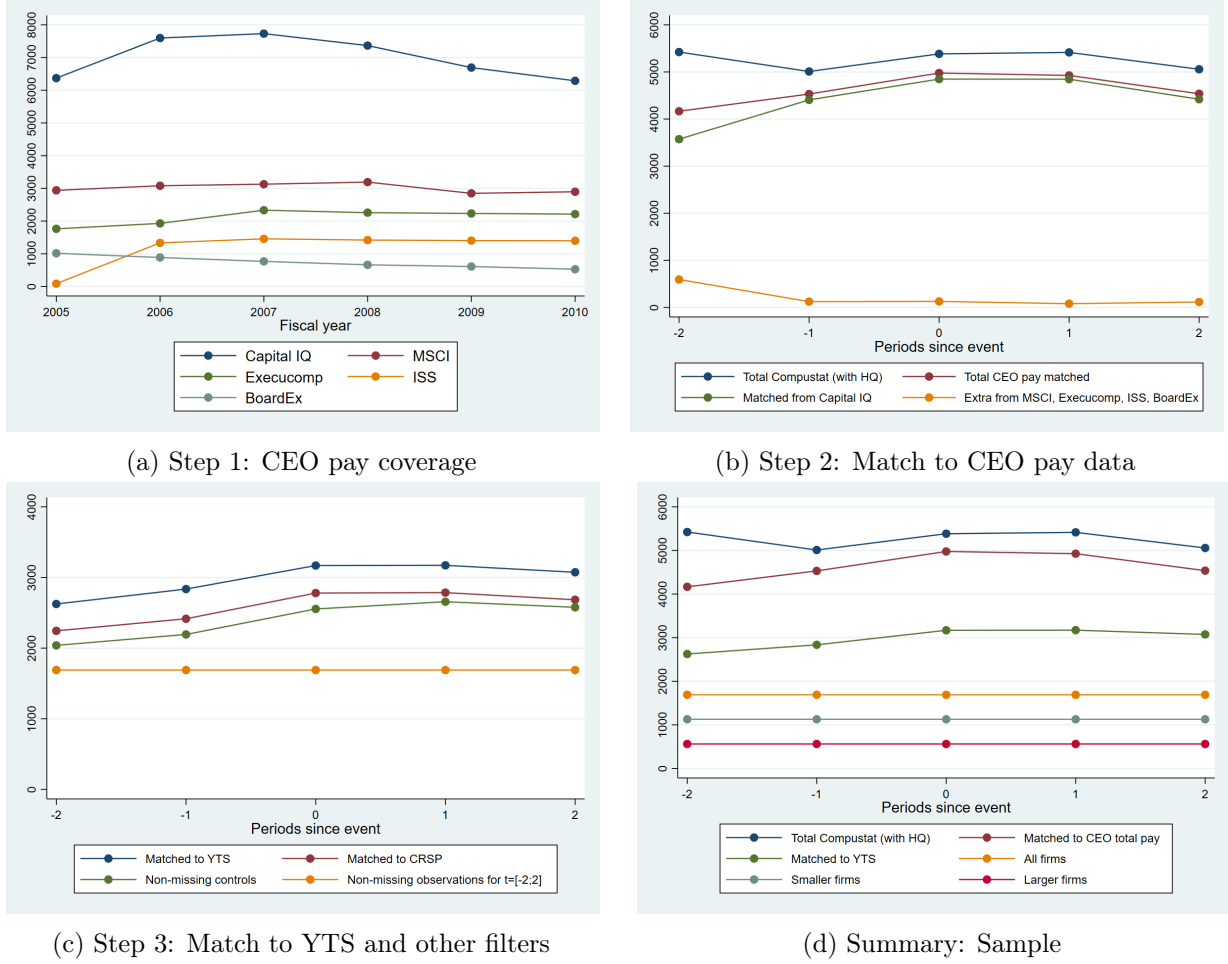 8000
7000
6000
5000
4000
3000
2000
1000
0
2005 2006 2007 2008 2009 2010
Fiscal year
Capital IQ MSCI
Execucomp ISS
BoardEx
(a) Step 1: CEO pay coverage
6000
5000
4000
3000
2000
1000
0
-2 -1 0 1 2
Periods since event
Total Compustat (with HQ) Total CEO pay matched
Matched from Capital IQ Extra from MSCI, Execucomp, ISS, BoardEx
(b) Step 2: Match to CEO pay data
4000
3000
2000
1000
0
-2 -1 0 1 2
Periods since event
Matched to YTS Matched to CRSP
Non-missing controls Non-missing observations for t=[-2;2]
(c) Step 3: Match to YTS and other filters
6000
5000
4000
3000
2000
1000
0
-2 -1 0 1 2
Periods since event
Total Compustat (with HQ) Matched to CEO total pay
Matched to YTS All firms
Smaller firms Larger firms
(d) Summary: Sample